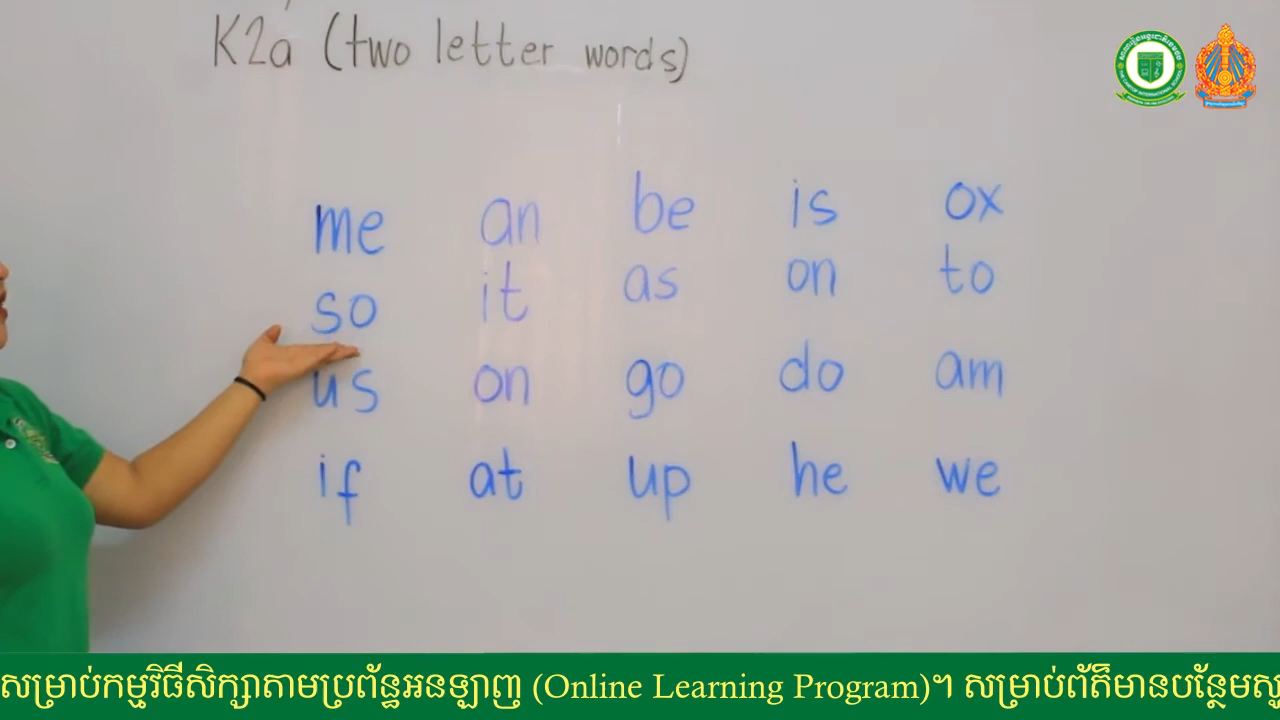 K2a (two letter words)
me an be is ox
so it as on to
us on go do am
if at up he we
សម្រាប់កម្មវិធីសិក្សាតាមប្រព័ន្ធអនឡាញ (Online Learning Program)។ សម្រាប់ព័ត៌មានបន្ថែមសូ